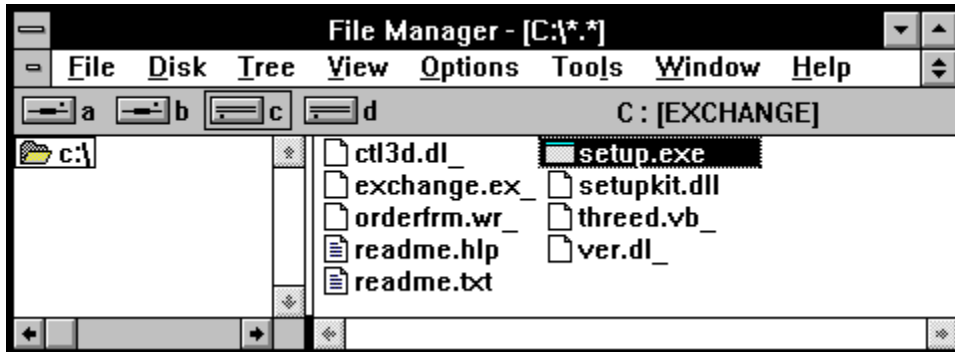 File Manager - [C:\*.*]
File Disk Tree View Options Tools Window Help
a b c d C : [EXCHANGE]
c:\
ctl3d.dl_
exchange.ex_
orderfrm.wr_
readme.hlp
readme.txt
setup.exe
setupkit.dll
threed.vb_
ver.dl_